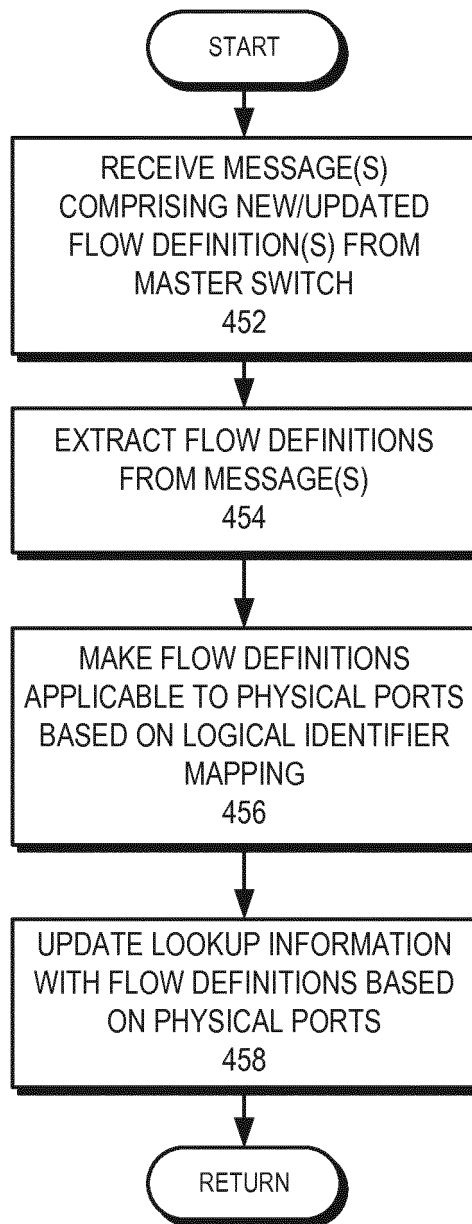 START
RECEIVE MESSAGE(S)
COMPRISING NEW/UPDATED
FLOW DEFINITION(S) FROM
MASTER SWITCH
452
EXTRACT FLOW DEFINITIONS
FROM MESSAGE(S)
454
MAKE FLOW DEFINITIONS
APPLICABLE TO PHYSICAL PORTS
BASED ON LOGICAL IDENTIFIER
MAPPING
456
UPDATE LOOKUP INFORMATION
WITH FLOW DEFINITIONS BASED
ON PHYSICAL PORTS
458
RETURN